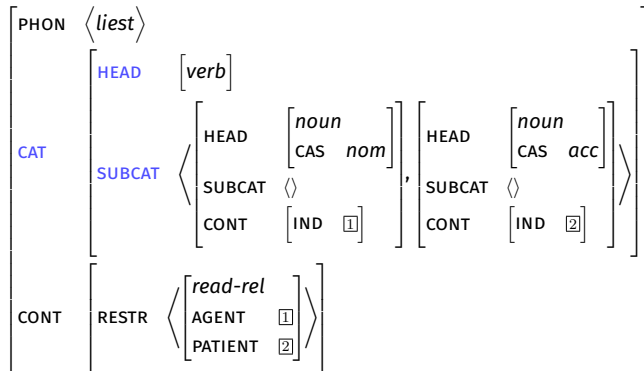 PHON ⟨liest⟩
HEAD [verb]
HEAD [noun CAS nom] HEAD [noun CAS acc]
CAT SUBCAT ⟨ SUBCAT ⟨⟩ , SUBCAT ⟨⟩ ⟩
CONT [IND 1] CONT [IND 2]
read-rel
CONT RESTR ⟨ AGENT 1 ⟩
PATIENT 2